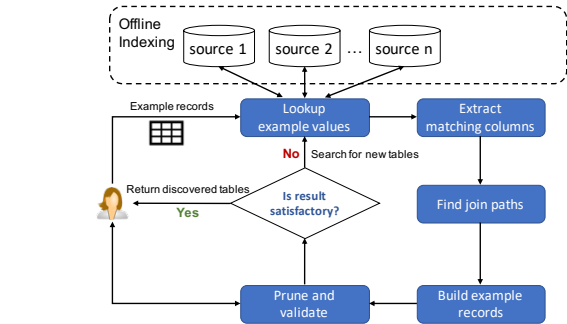 Offline
Indexing
source 1
source 2
...
source n
Example records
Lookup
example values
Extract
matching columns
No
Search for new tables
Return discovered tables
Yes
Is result
satisfactory?
Find join paths
Prune and
validate
Build example
records